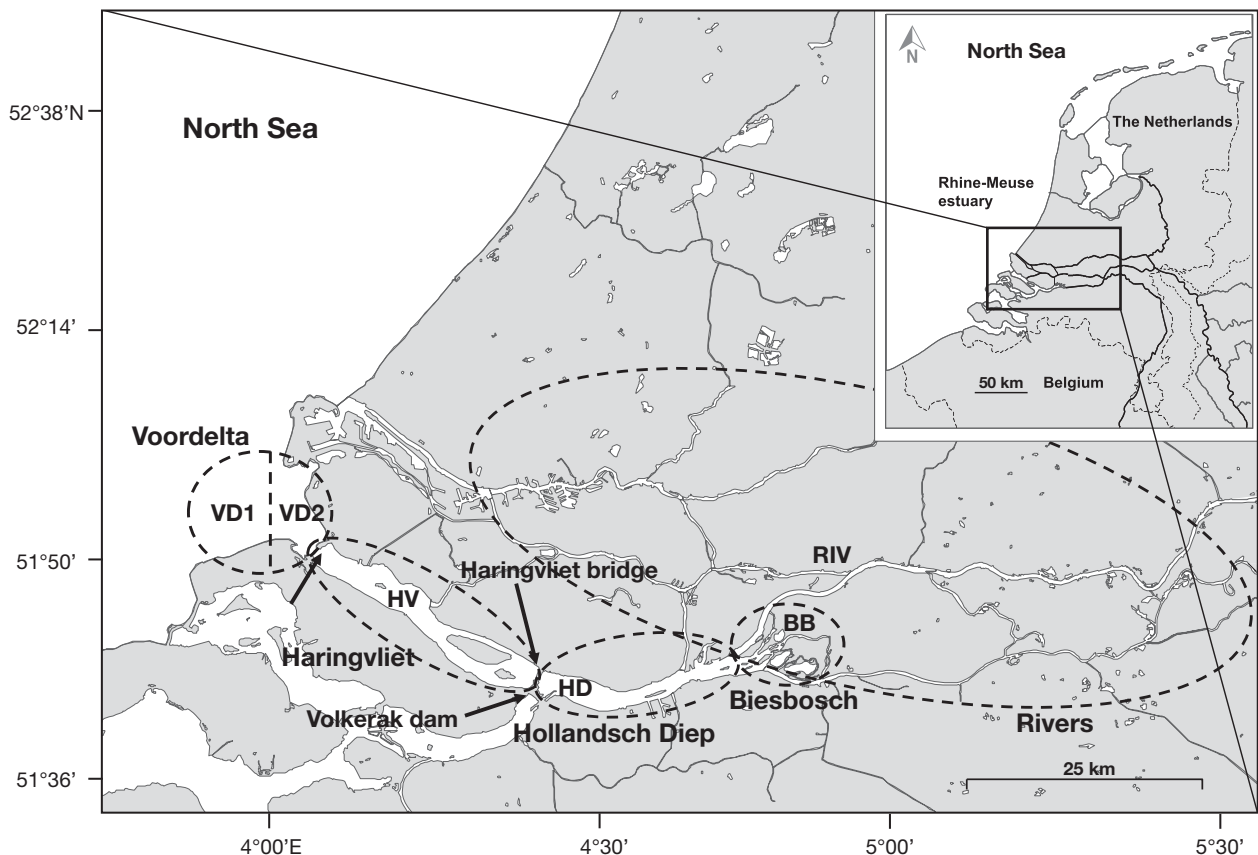 52°38’N
52°14’
51°50’
51°36’
4°00’E
4°30’
5°00’
5°30’
North Sea
Voordelta
VD1
VD2
HV
Haringvliet bridge
Haringvliet
RIV
BB
HD
Biesbosch
Volkerak dam
Hollandsch Diep
Rivers
25 km
N
North Sea
The Netherlands
Rhine-Meuse
estuary
50 km
Belgium